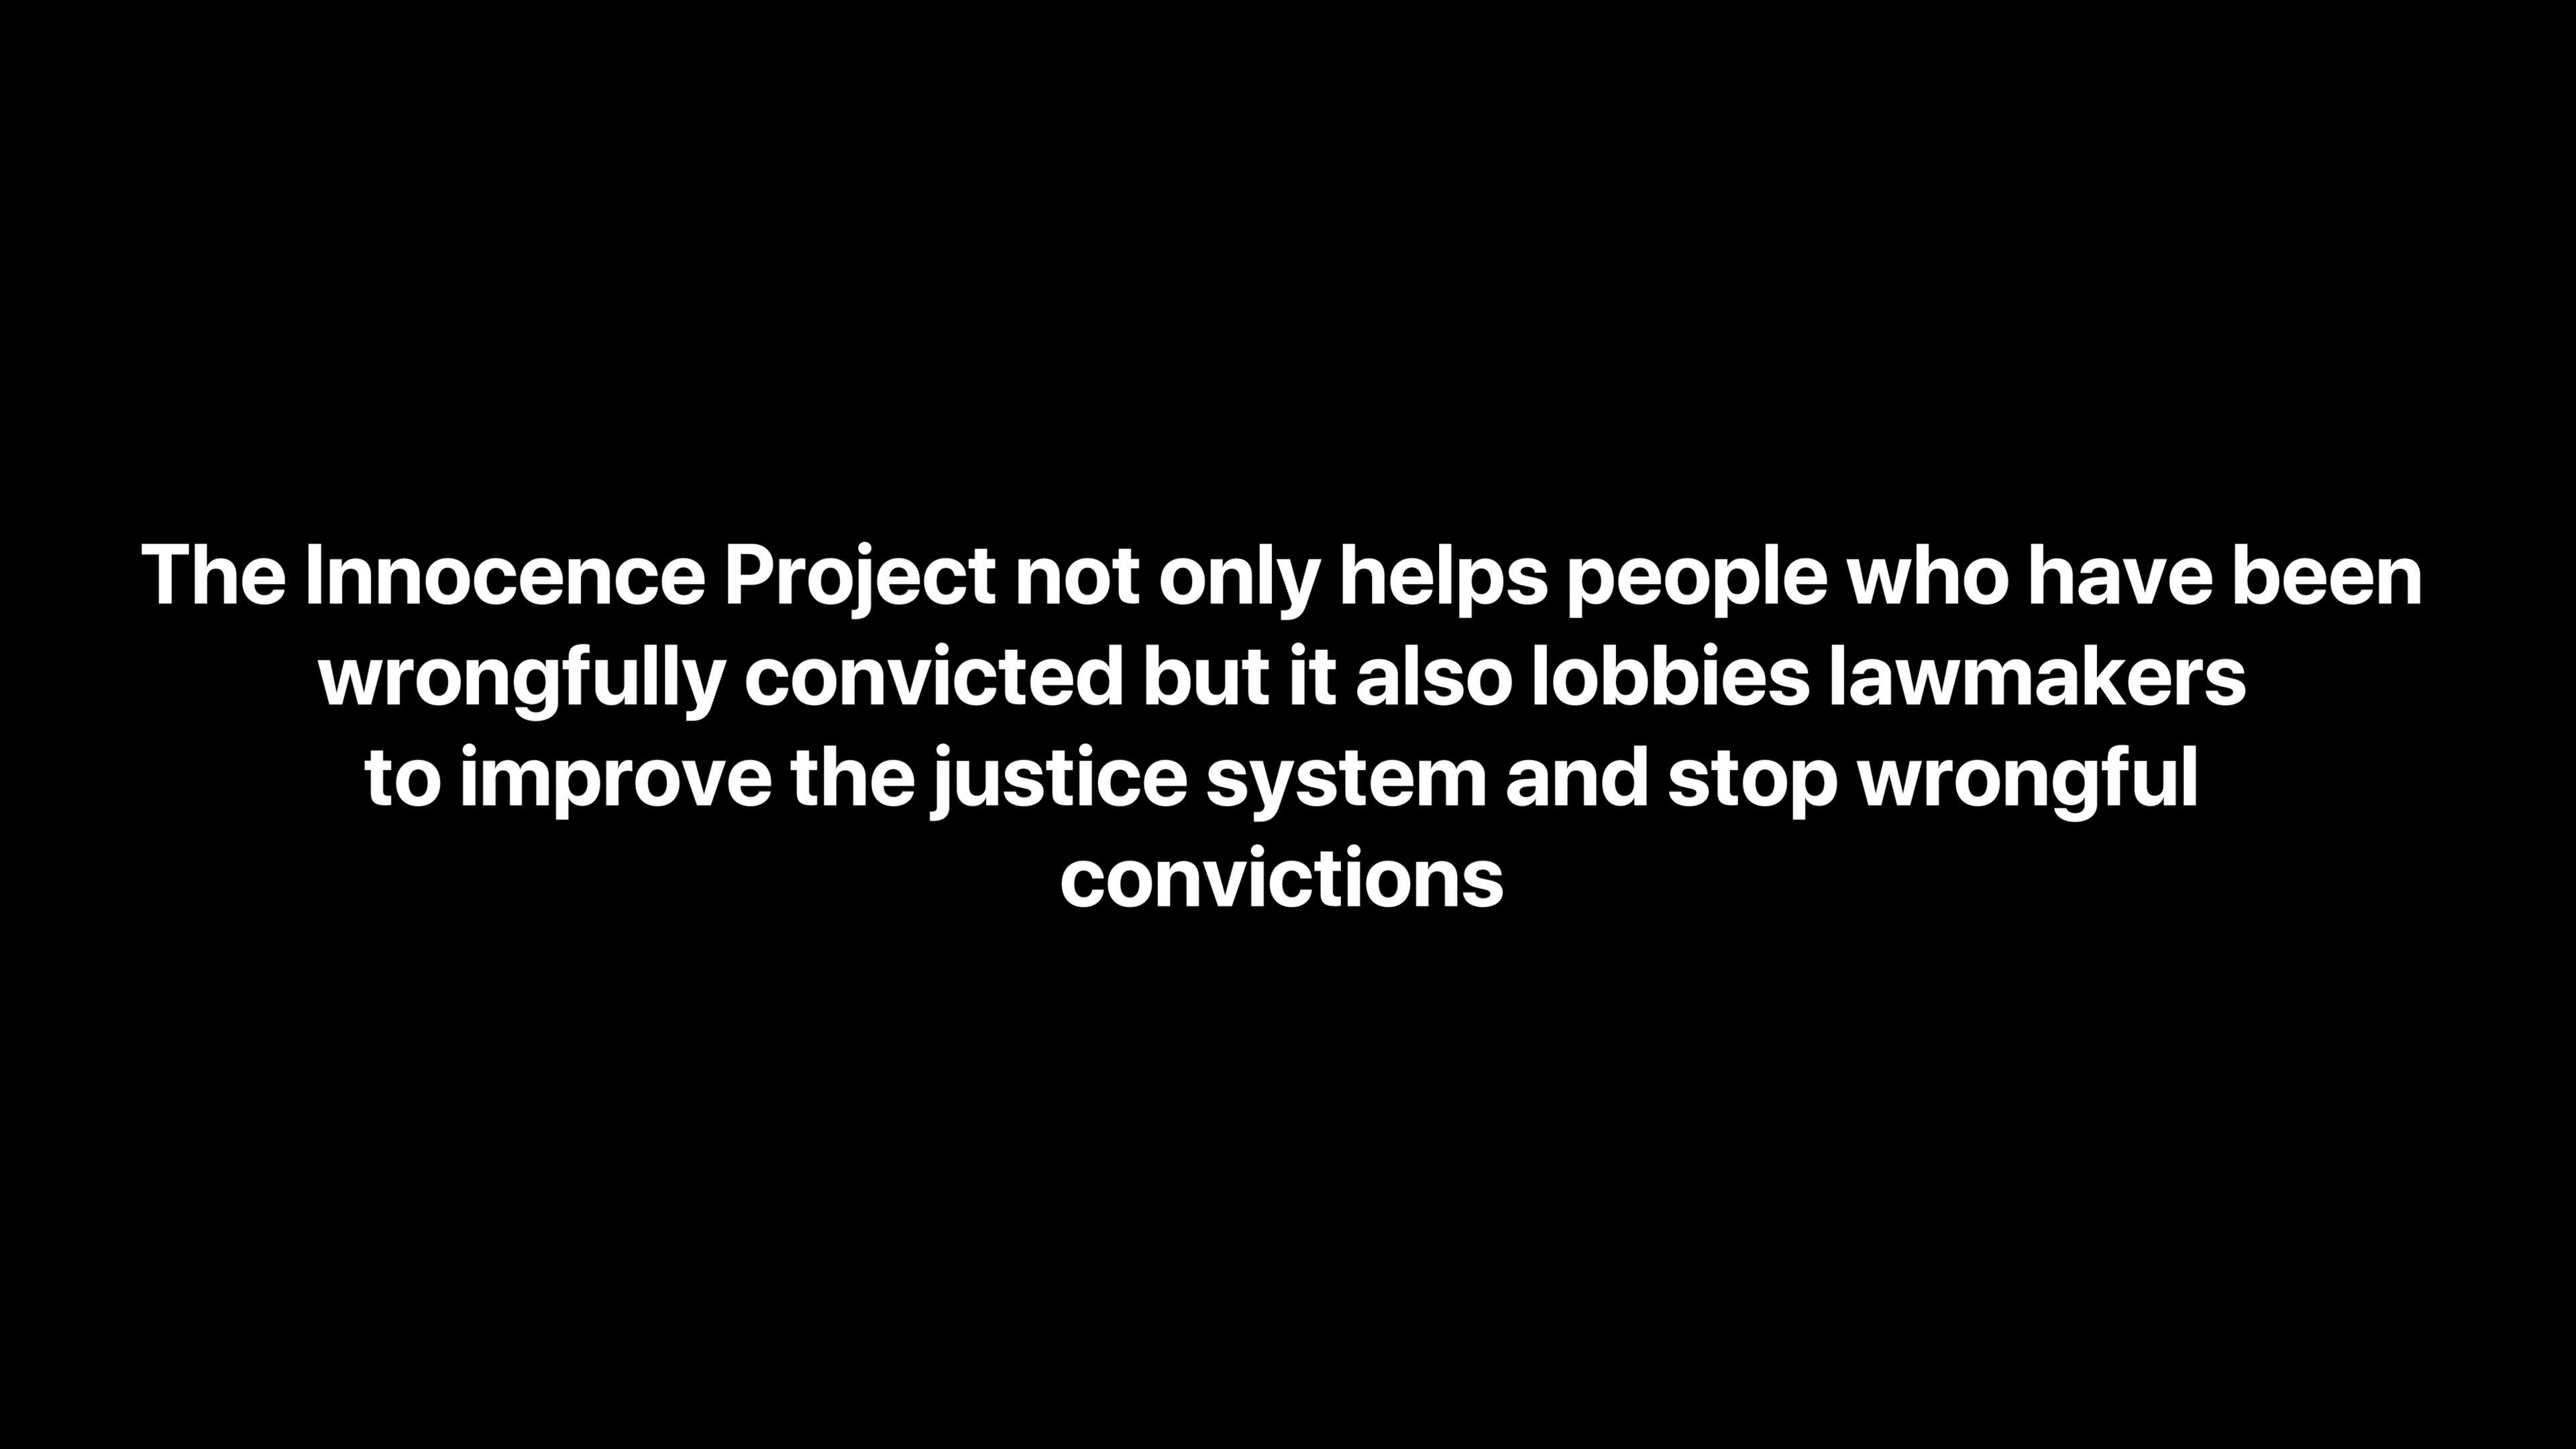 The Innocence Project not only helps people who have been
wrongfully convicted but it also lobbies lawmakers
to improve the justice system and stop wrongful
convictions